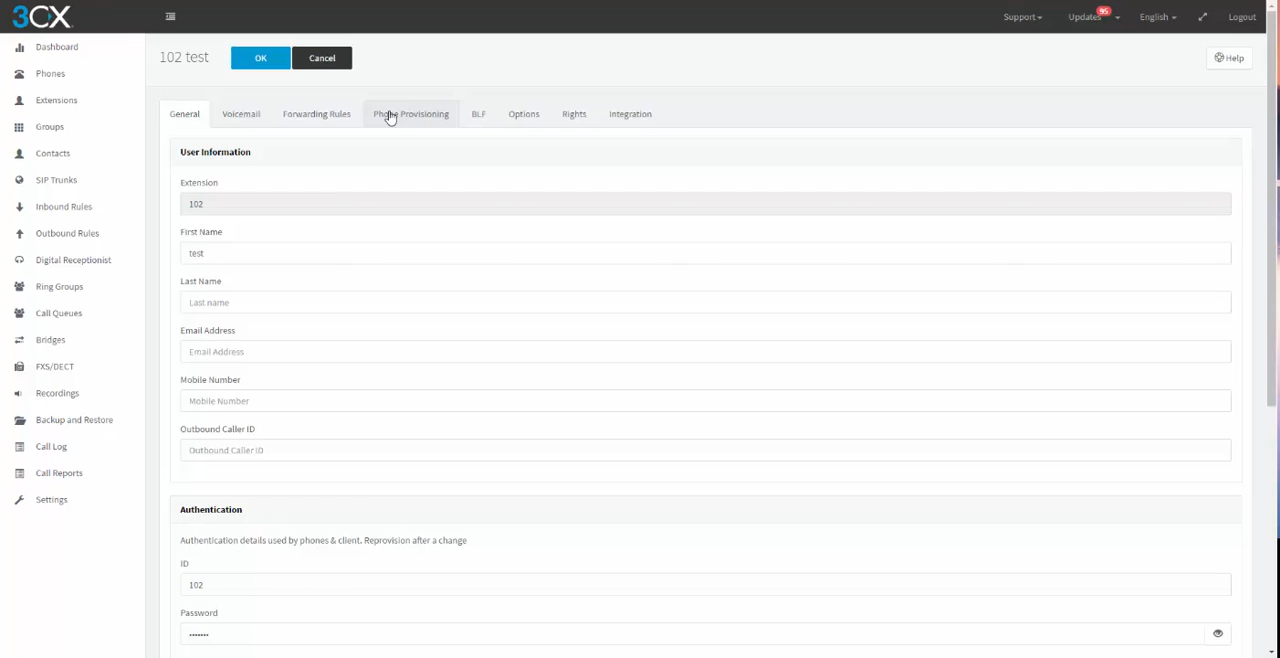 3CX
Support
Updates
95
English
Logout
Dashboard
Phones
Extensions
Groups
Contacts
SIP Trunks
Inbound Rules
Outbound Rules
Digital Receptionist
Ring Groups
Call Queues
Bridges
FXS/DECT
Recordings
Backup and Restore
Call Log
Call Reports
Settings
102 test
OK
Cancel
Help
General
Voicemail
Forwarding Rules
Phone Provisioning
BLF
Options
Rights
Integration
User Information
Extension
102
First Name
test
Last Name
Last name
Email Address
Email Address
Mobile Number
Mobile Number
Outbound Caller ID
Outbound Caller ID
Authentication
Authentication details used by phones & client. Reprovision after a change
ID
102
Password
•••••••